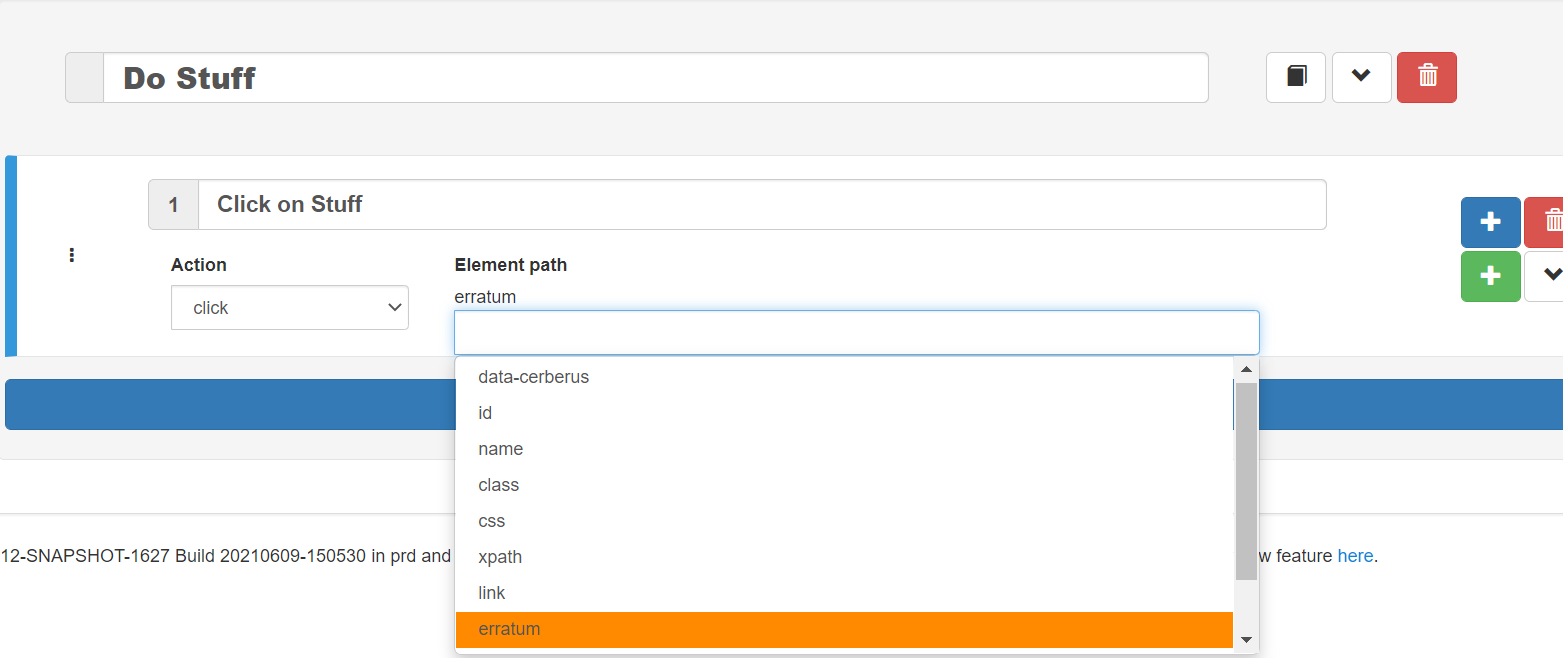 Do Stuff
1 Click on Stuff
Action Element path
erratum
click
data-cerberus
id
name
class
css
xpath
link
erratum
12-SNAPSHOT-1627 Build 20210609-150530 in prd and w feature here.